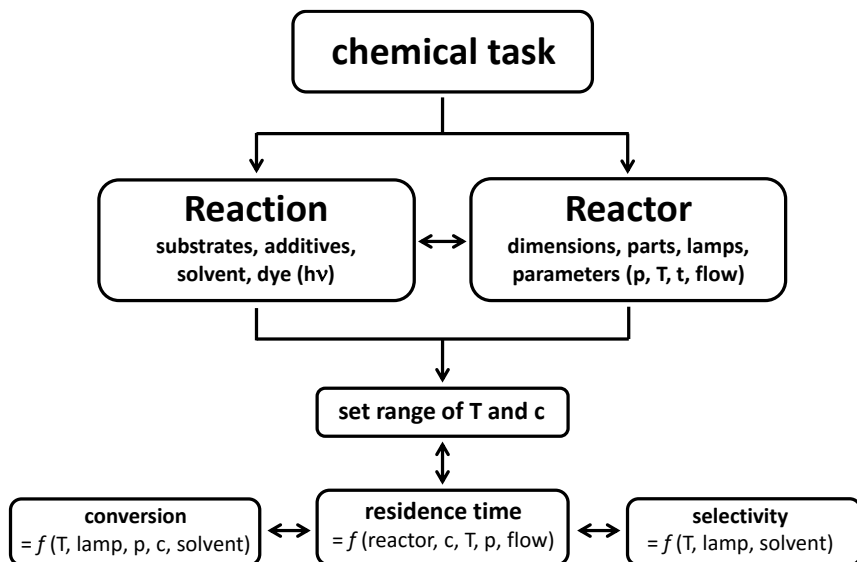 chemical task
Reaction
substrates, additives,
solvent, dye (hν)
Reactor
dimensions, parts, lamps,
parameters (p, T, t, flow)
set range of T and c
conversion
= f (T, lamp, p, c, solvent)
residence time
= f (reactor, c, T, p, flow)
selectivity
= f (T, lamp, solvent)